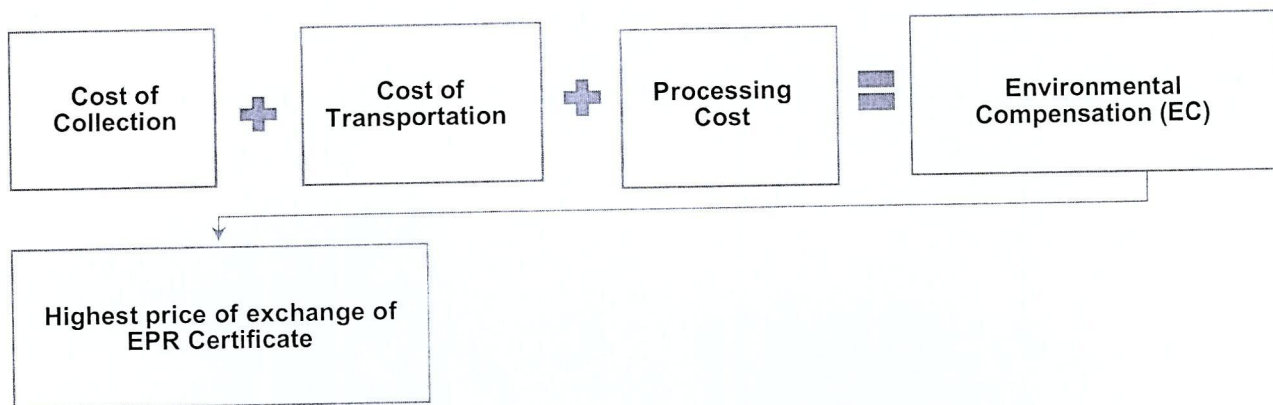 Cost of
Collection
Cost of
Transportation
Processing
Cost
Environmental
Compensation (EC)
Highest price of exchange of
EPR Certificate